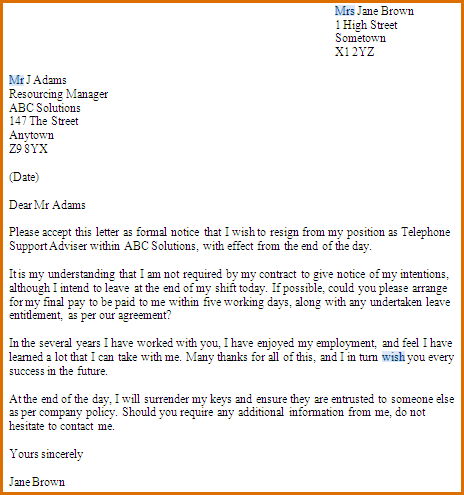 Mrs Jane Brown
1 High Street
Sometown
X1 2YZ
Mr J Adams
Resourcing Manager
ABC Solutions
147 The Street
Anytown
Z9 8YX
(Date)
Dear Mr Adams
Please accept this letter as formal notice that I wish to resign from my position as Telephone
Support Adviser within ABC Solutions, with effect from the end of the day.
It is my understanding that I am not required by my contract to give notice of my intentions,
although I intend to leave at the end of my shift today. If possible, could you please arrange
for my final pay to be paid to me within five working days, along with any undertaken leave
entitlement, as per our agreement?
In the several years I have worked with you, I have enjoyed my employment, and feel I have
learned a lot that I can take with me. Many thanks for all of this, and I in turn wish you every
success in the future.
At the end of the day, I will surrender my keys and ensure they are entrusted to someone else
as per company policy. Should you require any additional information from me, do not
hesitate to contact me.
Yours sincerely
Jane Brown